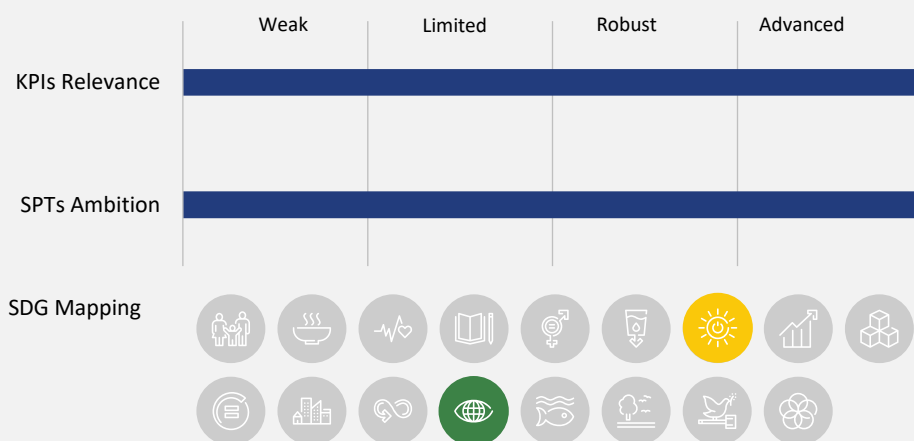 Weak Limited Robust Advanced
KPIs Relevance
SPTs Ambition
SDG Mapping